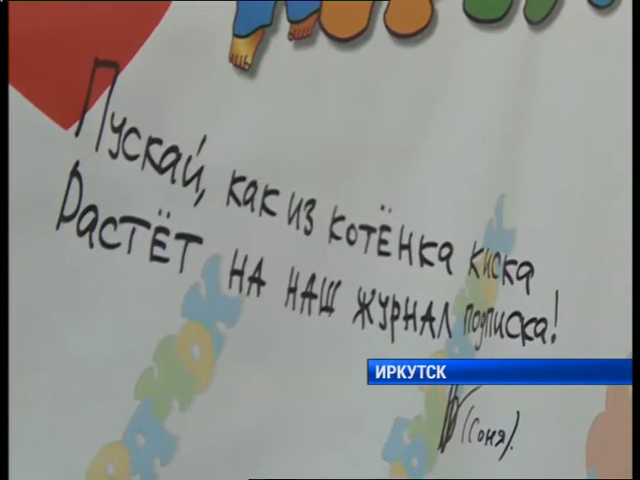 Пускай, как из котёнка киска
Растёт на наш журнал подписка!
ИРКУТСК
(Соня).